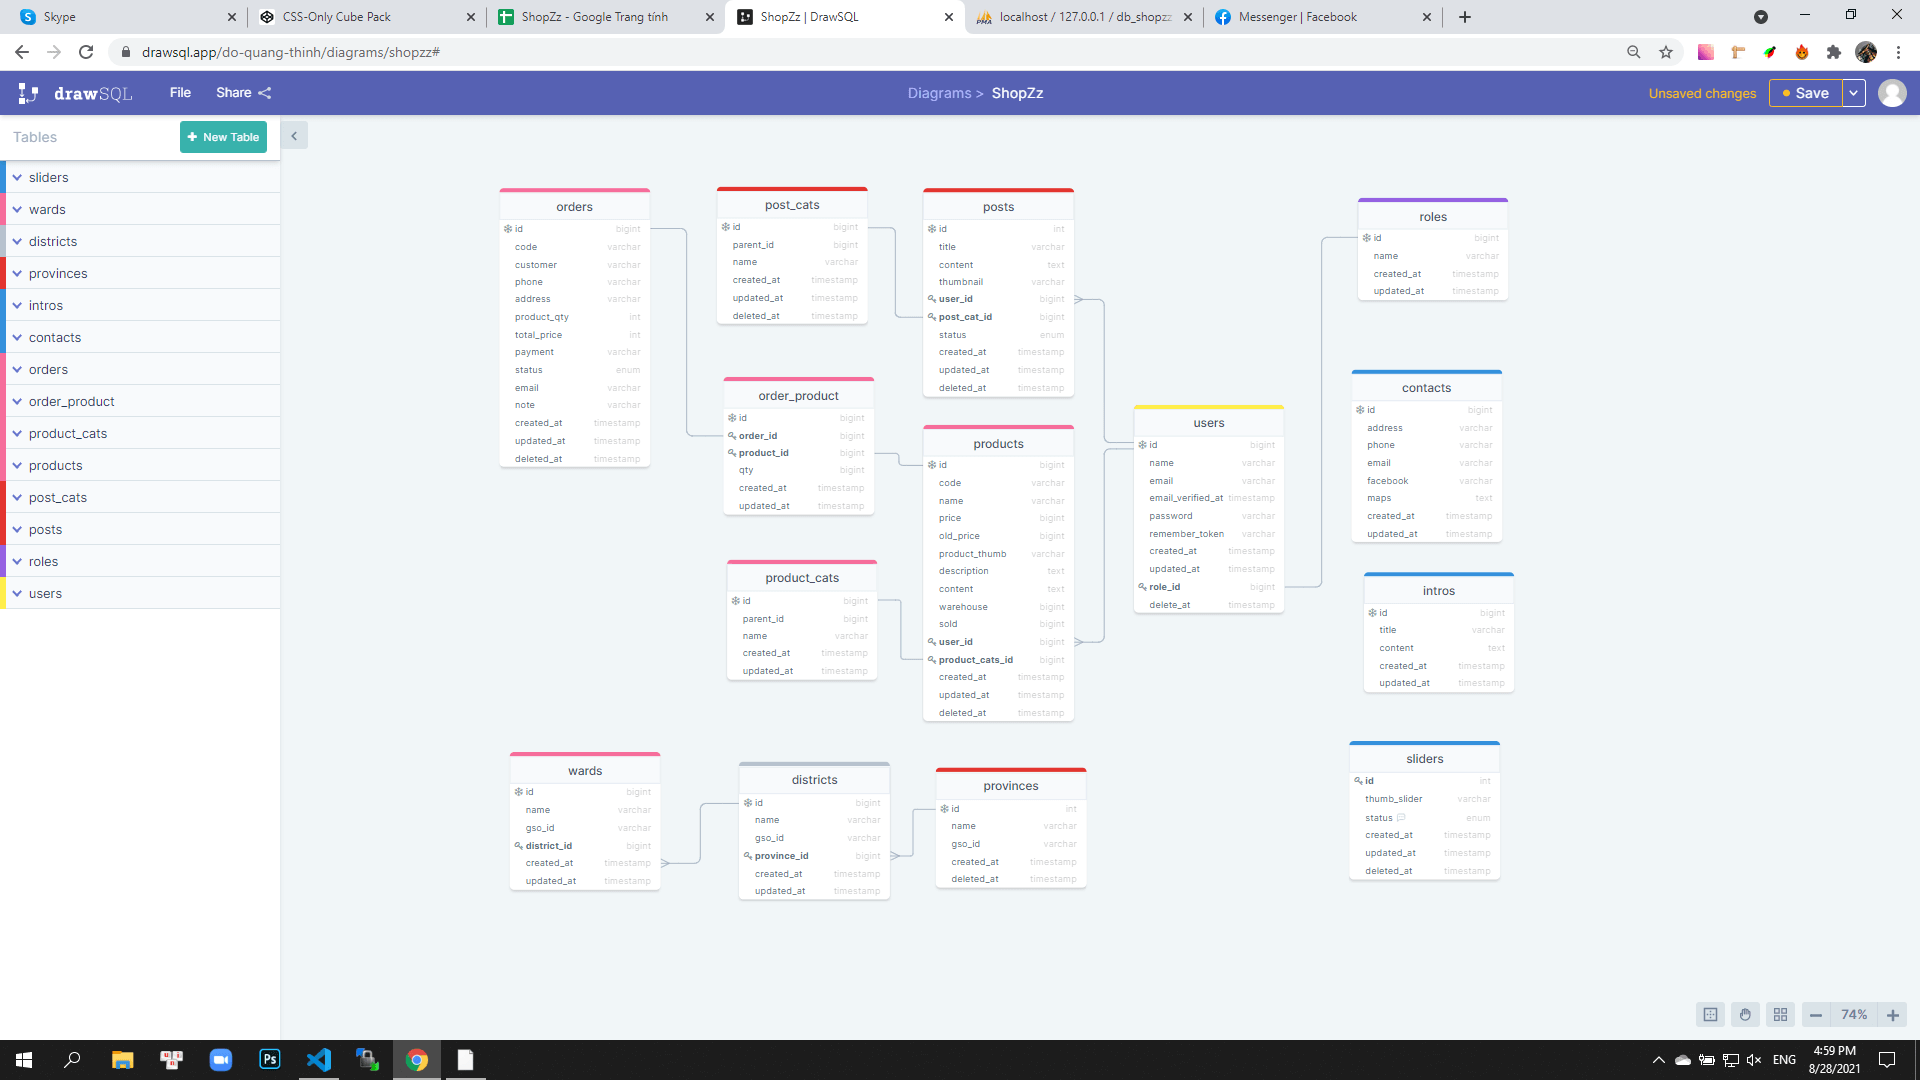 Skype
CSS-Only Cube Pack
ShopZz - Google Trang tính
ShopZz | DrawSQL
localhost / 127.0.0.1 / db_shopzz
Messenger | Facebook
drawsql.app/do-quang-thinh/diagrams/shopzz#
drawSQL
File
Share
Diagrams >
ShopZz
Unsaved changes
Save
Tables
+ New Table
sliders
wards
districts
provinces
intros
contacts
orders
order_product
product_cats
products
post_cats
posts
roles
users
orders
id bigint
code varchar
customer varchar
phone varchar
address varchar
product_qty int
total_price int
payment varchar
status enum
email varchar
note varchar
created_at timestamp
updated_at timestamp
deleted_at timestamp
post_cats
id bigint
parent_id bigint
name varchar
created_at timestamp
updated_at timestamp
deleted_at timestamp
posts
id int
title varchar
content text
thumbnail varchar
user_id bigint
post_cat_id bigint
status enum
created_at timestamp
updated_at timestamp
deleted_at timestamp
roles
id bigint
name varchar
created_at timestamp
updated_at timestamp
order_product
id bigint
order_id bigint
product_id bigint
qty bigint
created_at timestamp
updated_at timestamp
products
id bigint
code varchar
name varchar
price bigint
old_price bigint
product_thumb varchar
description text
content text
warehouse bigint
sold bigint
user_id bigint
product_cats_id bigint
created_at timestamp
updated_at timestamp
deleted_at timestamp
users
id bigint
name varchar
email varchar
email_verified_at timestamp
password varchar
remember_token varchar
created_at timestamp
updated_at timestamp
role_id bigint
delete_at timestamp
contacts
id bigint
address varchar
phone varchar
email varchar
facebook varchar
maps text
created_at timestamp
updated_at timestamp
product_cats
id bigint
parent_id bigint
name varchar
created_at timestamp
updated_at timestamp
intros
id bigint
title varchar
content text
created_at timestamp
updated_at timestamp
wards
id bigint
name varchar
gso_id varchar
district_id bigint
created_at timestamp
updated_at timestamp
districts
id bigint
name varchar
gso_id varchar
province_id bigint
created_at timestamp
updated_at timestamp
provinces
id int
name varchar
gso_id varchar
created_at timestamp
deleted_at timestamp
sliders
id int
thumb_slider varchar
status enum
created_at timestamp
updated_at timestamp
deleted_at timestamp
74%
Ps
ENG
4:59 PM
8/28/2021